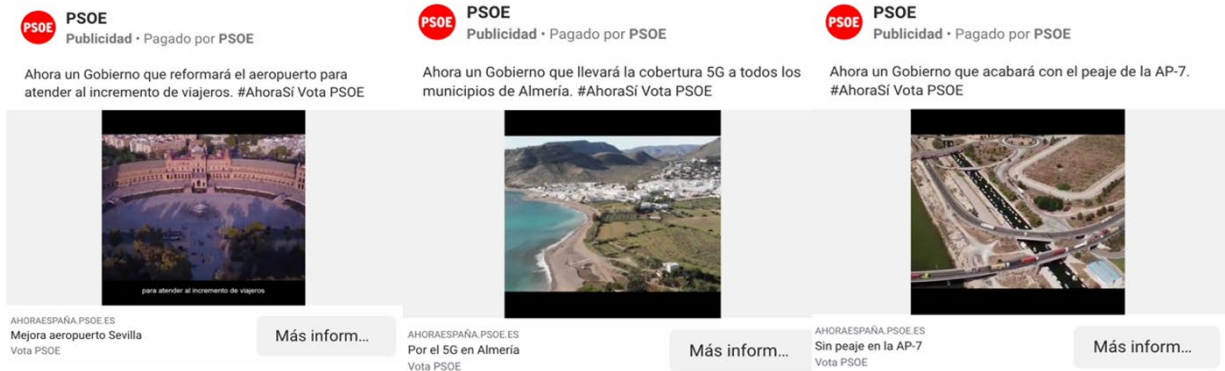 PSOE
PSOE
Publicidad • Pagado por PSOE
Ahora un Gobierno que reformará el aeropuerto para
atender al incremento de viajeros. #AhoraSí Vota PSOE
para atender al incremento de viajeros
AHORAESPAÑA.PSOE.ES
Mejora aeropuerto Sevilla
Vota PSOE
Más inform...
PSOE
PSOE
Publicidad • Pagado por PSOE
Ahora un Gobierno que llevará la cobertura 5G a todos los
municipios de Almería. #AhoraSí Vota PSOE
AHORAESPAÑA.PSOE.ES
Por el 5G en Almería
Vota PSOE
Más inform...
PSOE
PSOE
Publicidad • Pagado por PSOE
Ahora un Gobierno que acabará con el peaje de la AP-7.
#AhoraSí Vota PSOE
AHORAESPAÑA.PSOE.ES
Sin peaje en la AP-7
Vota PSOE
Más inform...